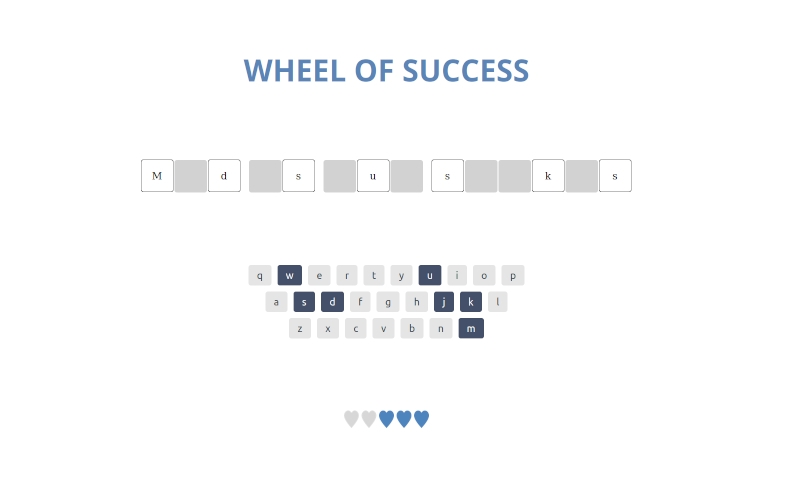 WHEEL OF SUCCESS
M d s u s k s
q w e r t y u i o p
a s d f g h j k l
z x c v b n m